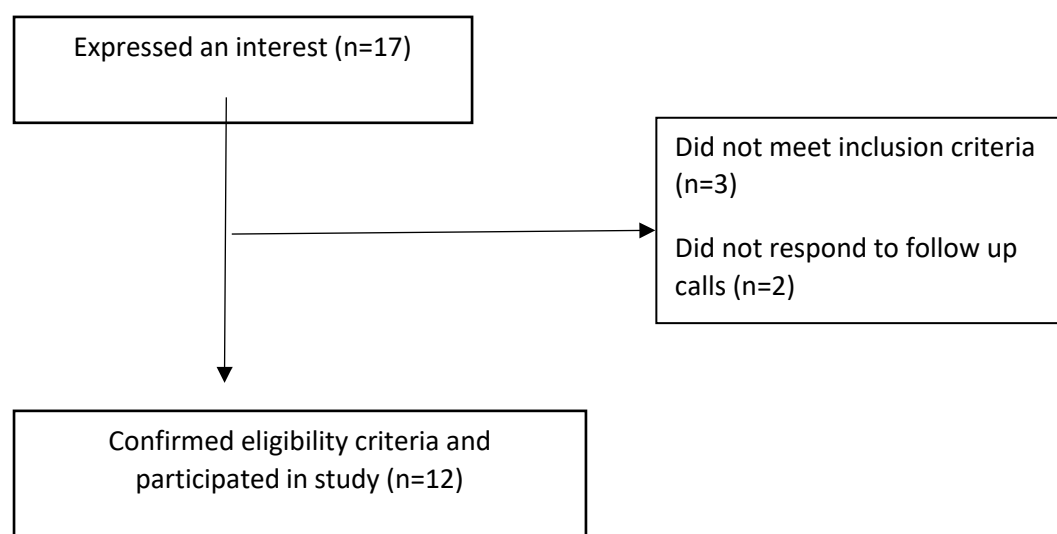 Expressed an interest (n=17)
Did not meet inclusion criteria
(n=3)
Did not respond to follow up
calls (n=2)
Confirmed eligibility criteria and
participated in study (n=12)